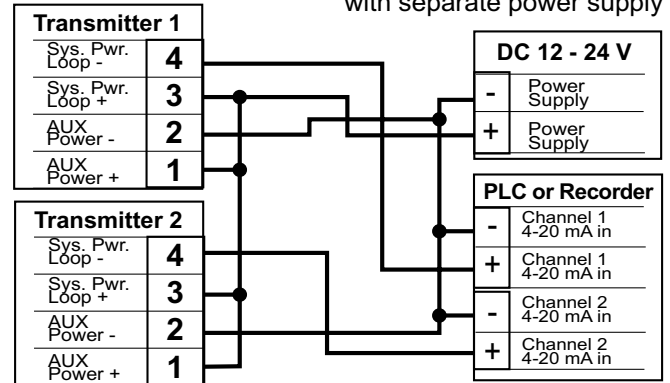 with separate power supply
Transmitter 1
Sys. Pwr.
Loop -
4
Sys. Pwr.
Loop +
3
AUX
Power -
2
AUX
Power +
1
Transmitter 2
Sys. Pwr.
Loop -
4
Sys. Pwr.
Loop +
3
AUX
Power -
2
AUX
Power +
1
DC 12 - 24 V
-
Power
Supply
+
Power
Supply
PLC or Recorder
-
Channel 1
4-20 mA in
+
Channel 1
4-20 mA in
-
Channel 2
4-20 mA in
+
Channel 2
4-20 mA in